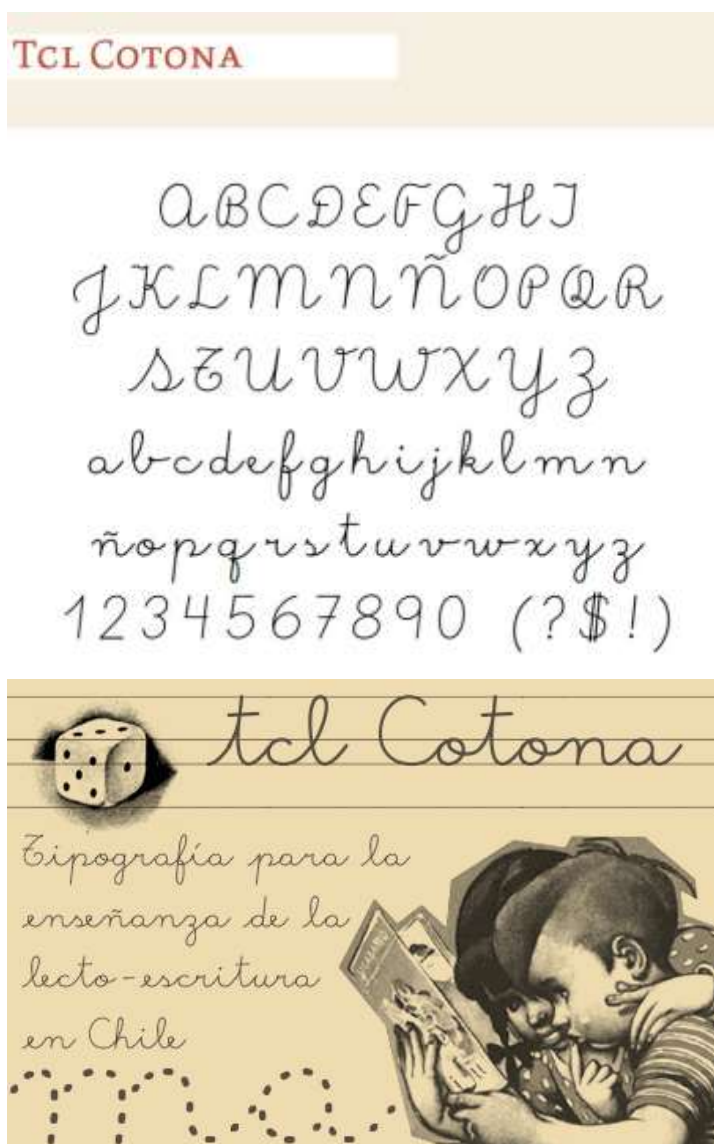 TCL COTONA
ABCDEFGHI
JKLMNÑOPQR
STUVWXYZ
abcdefghijklmn
ñopqrstuvwxyz
1234567890 (?$!)
tcl Cotona
Tipografía para la
enseñanza de la
lecto-escritura
en Chile
m a